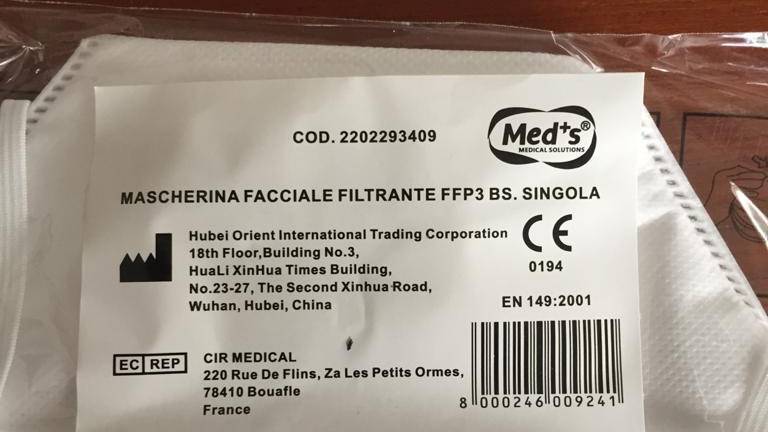 COD. 2202293409
Med+s®
MEDICAL SOLUTIONS
MASCHERINA FACCIALE FILTRANTE FFP3 BS. SINGOLA
Hubei Orient International Trading Corporation
18th Floor,Building No.3,
HuaLi XinHua Times Building,
No.23-27, The Second Xinhua Road,
Wuhan, Hubei, China
CE
0194
EN 149:2001
EC REP
CIR MEDICAL
220 Rue De Flins, Za Les Petits Ormes,
78410 Bouafle
France
8 000246 009241